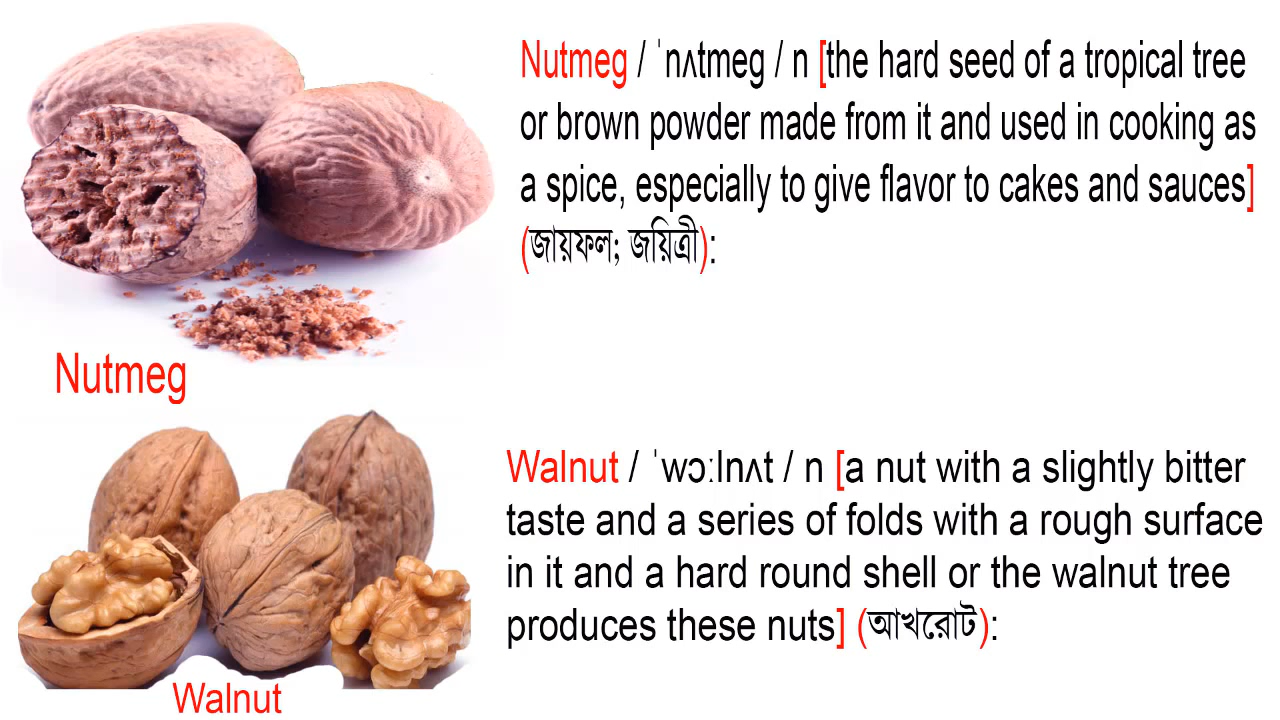 Nutmeg / ˈnʌtmeg / n [the hard seed of a tropical tree
or brown powder made from it and used in cooking as
a spice, especially to give flavor to cakes and sauces]
(জায়ফল; জয়িত্রী):
Nutmeg
Walnut / ˈwɔːlnʌt / n [a nut with a slightly bitter
taste and a series of folds with a rough surface
in it and a hard round shell or the walnut tree
produces these nuts] (আখরোট):
Walnut